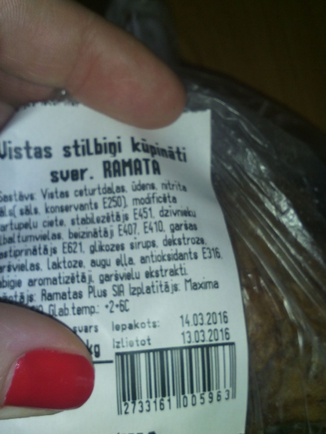 Vistas stilbiņi kūpināti
sver. RAMATA
Sastāvs: Vistas ceturtdaļas, ūdens, nitrīta
sāls, konservants E250), modificēta
kartupeļu ciete, stabilizētājs E451, dzīvnieku
olbaltumvielas, biezinātāji E407, E410, garšas
pastiprinātājs E621, glikozes sīrups, dekstroze,
garšvielas, laktoze, augu eļļa, antioksidants E316,
aromatizētāji, garšvielu ekstrakti.
Ražotājs: Ramatas Plus SIA Izplatītājs: Maxima
Glab.temp.: +2+6C
svars Iepakots: 14.03.2016
kg Izlietot 13.03.2016
2733161 005963